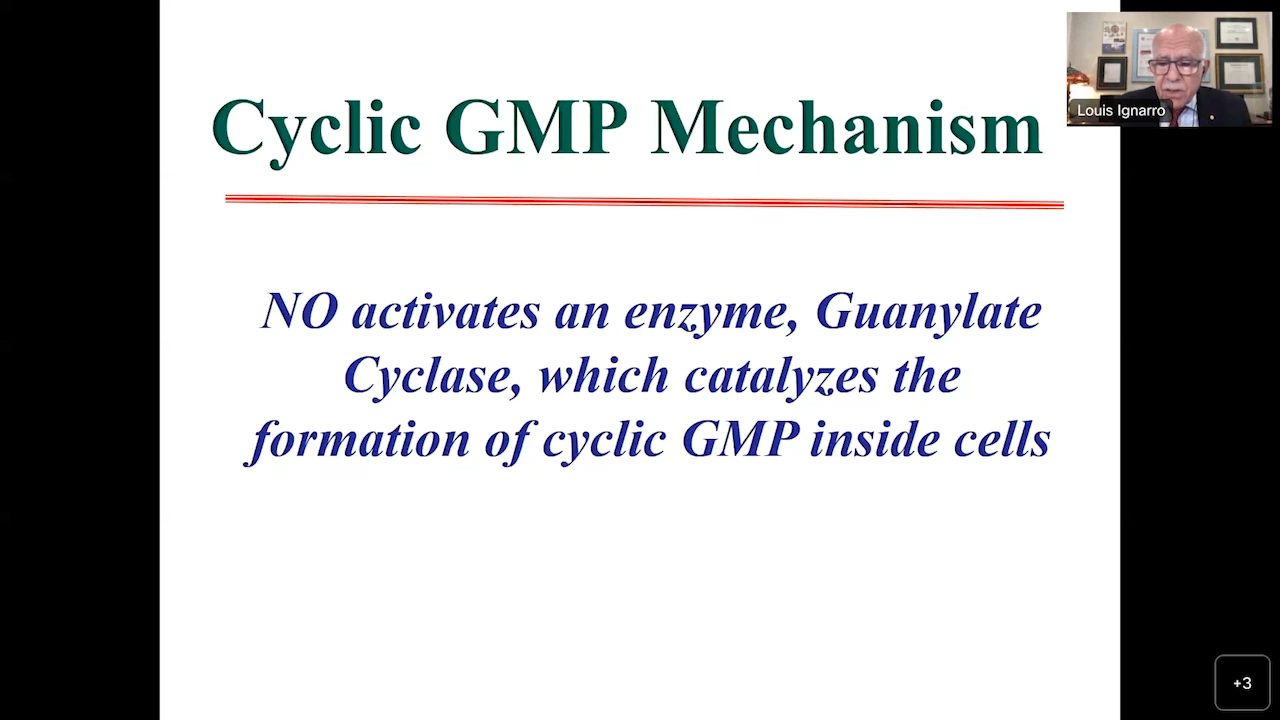 Cyclic GMP Mechanism
NO activates an enzyme, Guanylate
Cyclase, which catalyzes the
formation of cyclic GMP inside cells
Louis Ignarro
+3